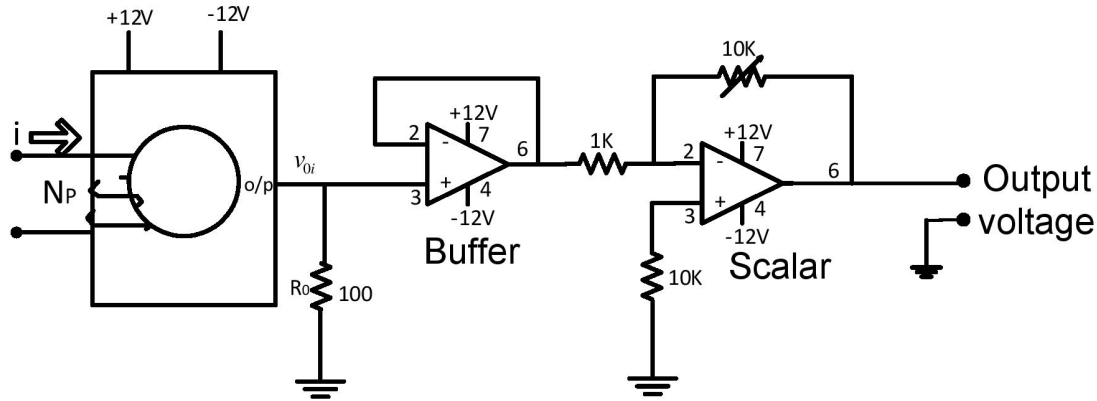 +12V
-12V
10K
i
+12V
7
2
-
6
1K
+12V
7
2
-
6
Output
v0i
o/p
NP
+
3
4
-12V
+
3
4
-12V
voltage
Buffer
Scalar
R0
100
10K